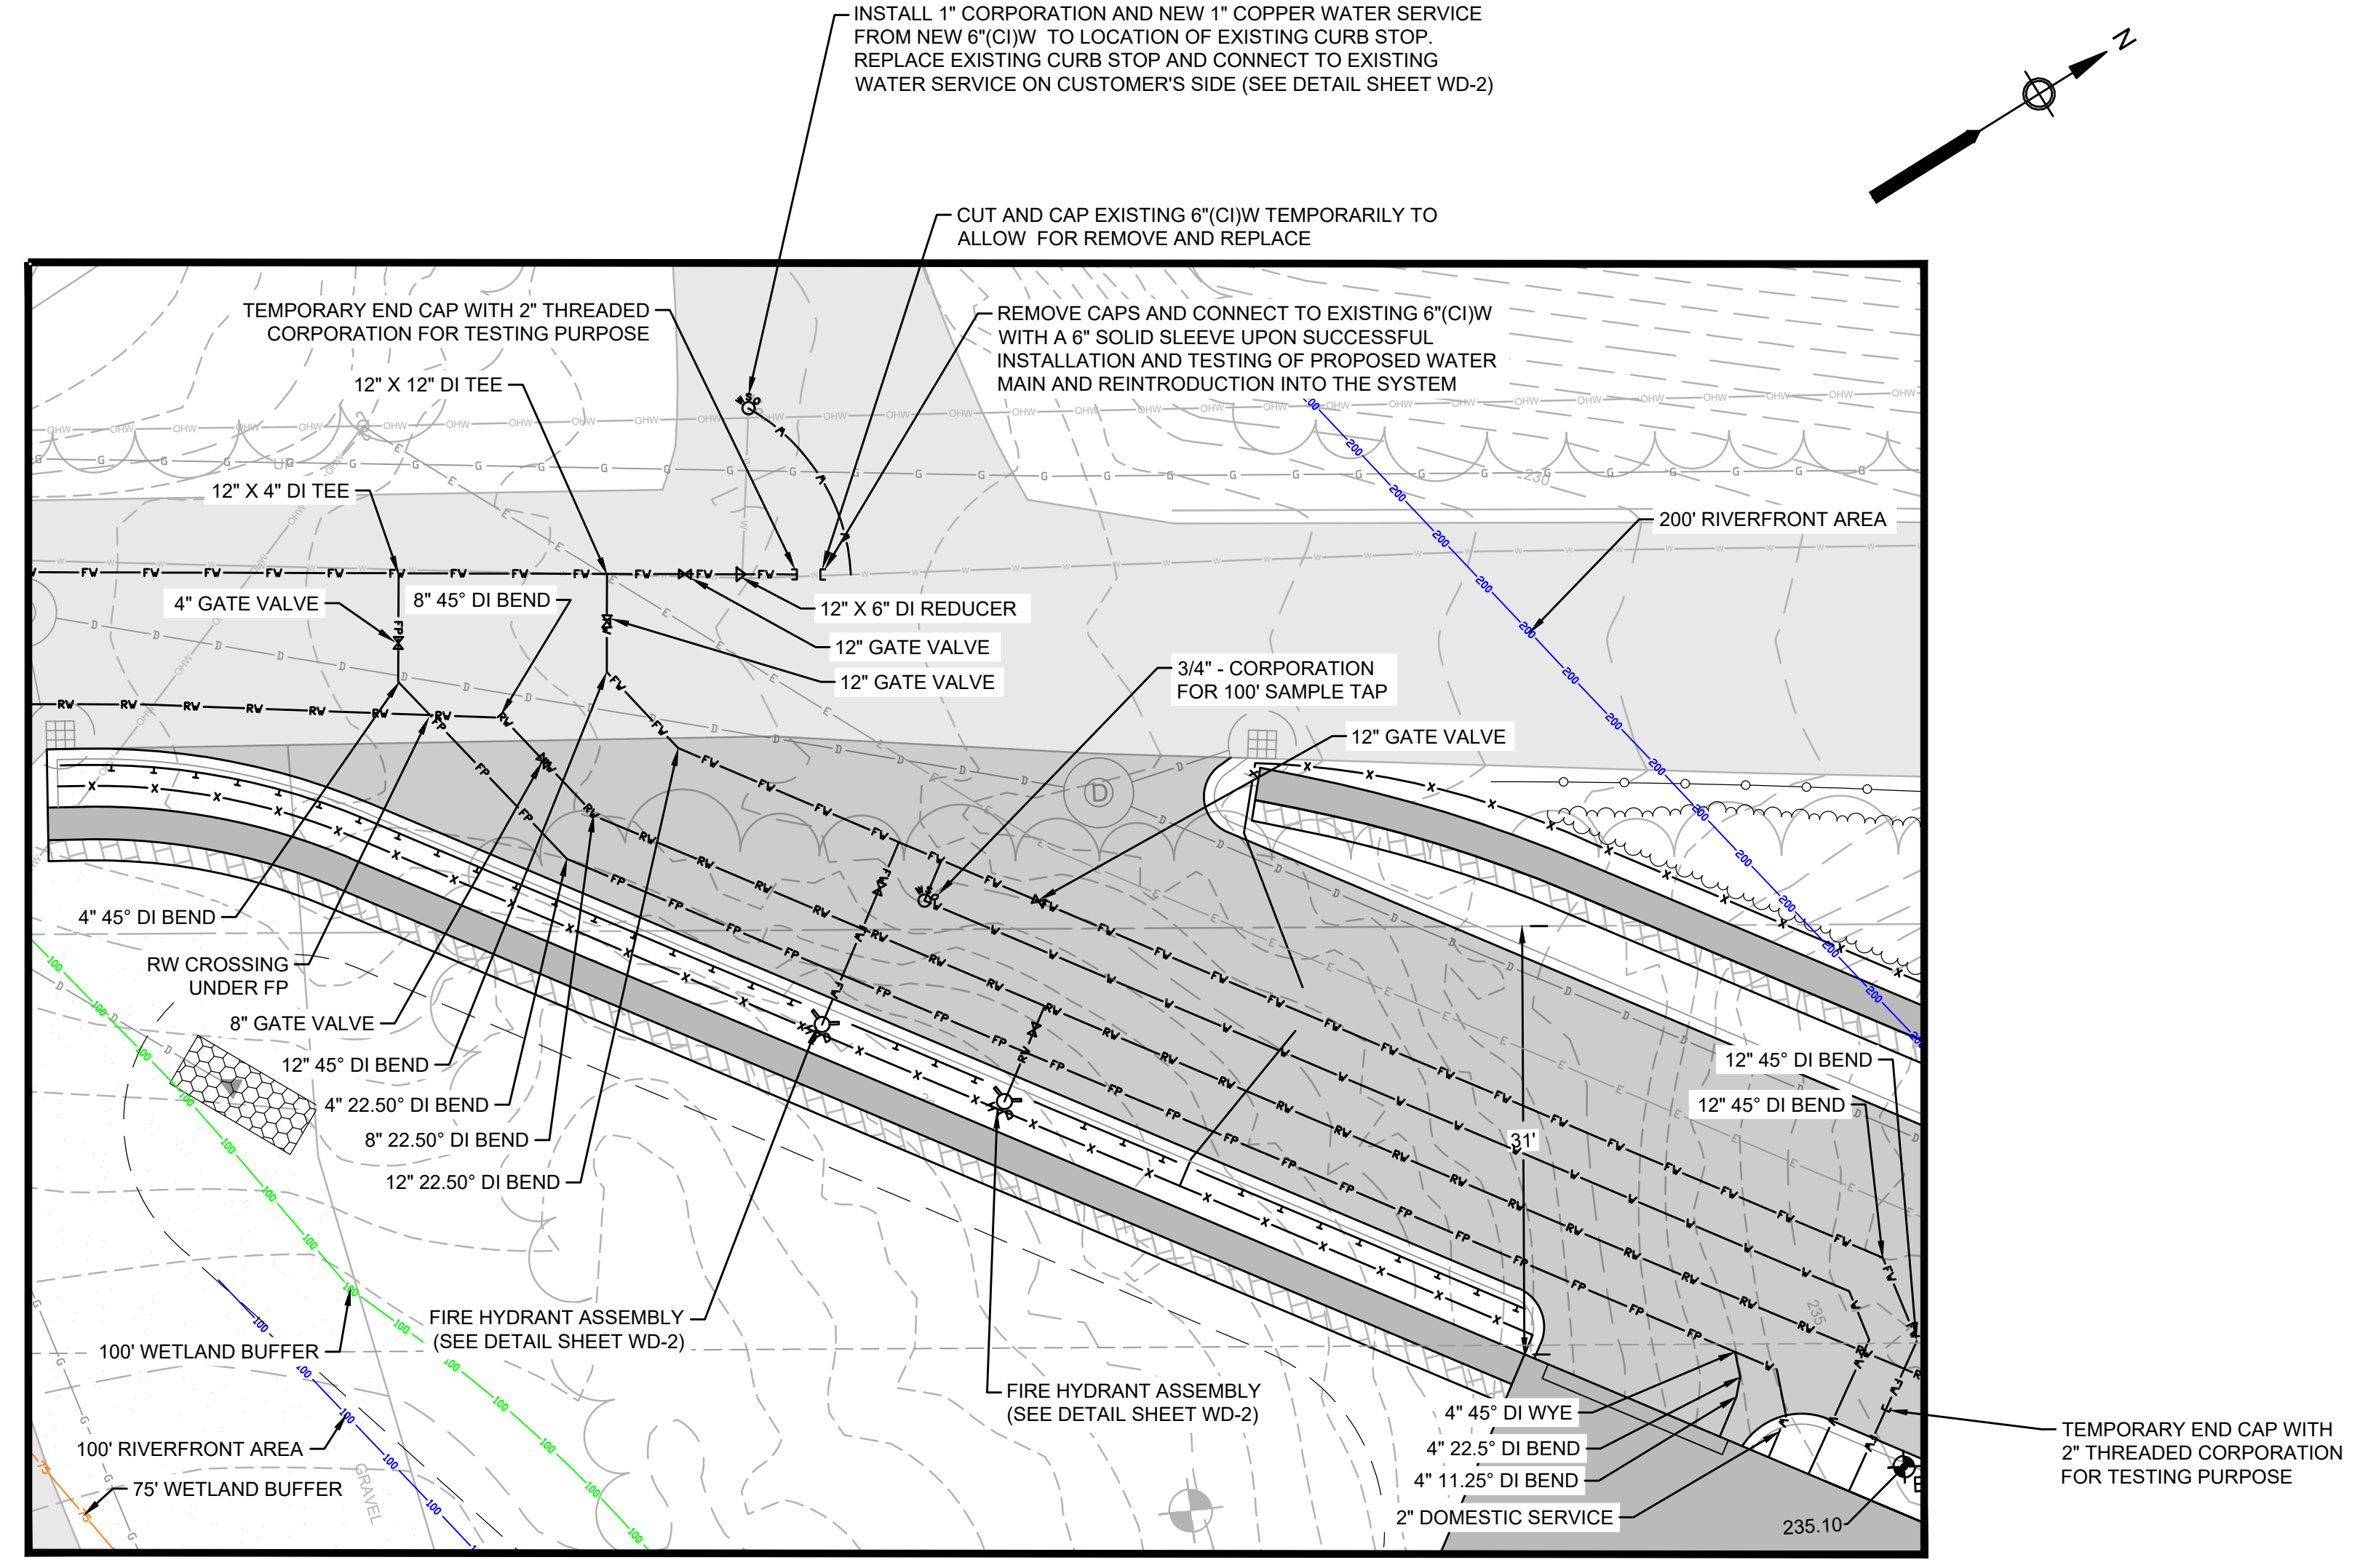 INSTALL 1" CORPORATION AND NEW 1" COPPER WATER SERVICE
FROM NEW 6"(CI)W TO LOCATION OF EXISTING CURB STOP.
REPLACE EXISTING CURB STOP AND CONNECT TO EXISTING
WATER SERVICE ON CUSTOMER'S SIDE (SEE DETAIL SHEET WD-2)
N
CUT AND CAP EXISTING 6"(CI)W TEMPORARILY TO
ALLOW FOR REMOVE AND REPLACE
TEMPORARY END CAP WITH 2" THREADED
CORPORATION FOR TESTING PURPOSE
REMOVE CAPS AND CONNECT TO EXISTING 6"(CI)W
WITH A 6" SOLID SLEEVE UPON SUCCESSFUL
INSTALLATION AND TESTING OF PROPOSED WATER
MAIN AND REINTRODUCTION INTO THE SYSTEM
12" X 12" DI TEE
OHW
G
UP
230
12" X 4" DI TEE
200' RIVERFRONT AREA
200
FW
4" GATE VALVE
8" 45° DI BEND
12" X 6" DI REDUCER
12" GATE VALVE
12" GATE VALVE
3/4" - CORPORATION
FOR 100' SAMPLE TAP
RW
12" GATE VALVE
D
FP
4" 45° DI BEND
RW CROSSING
UNDER FP
8" GATE VALVE
12" 45° DI BEND
4" 22.50° DI BEND
8" 22.50° DI BEND
12" 22.50° DI BEND
12" 45° DI BEND
12" 45° DI BEND
31'
100
FIRE HYDRANT ASSEMBLY
(SEE DETAIL SHEET WD-2)
235
100' WETLAND BUFFER
FIRE HYDRANT ASSEMBLY
(SEE DETAIL SHEET WD-2)
4" 45° DI WYE
4" 22.5° DI BEND
4" 11.25° DI BEND
2" DOMESTIC SERVICE
TEMPORARY END CAP WITH
2" THREADED CORPORATION
FOR TESTING PURPOSE
100' RIVERFRONT AREA
75' WETLAND BUFFER
75
GRAVEL
235.10